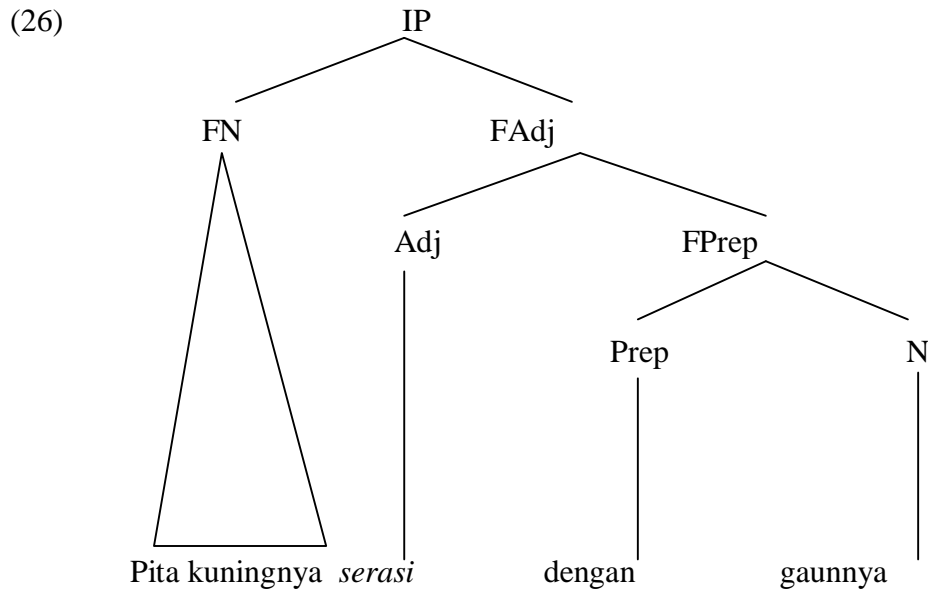 (26) IP
FN FAdj
Adj FPrep
Prep N
Pita kuningnya serasi dengan gaunnya